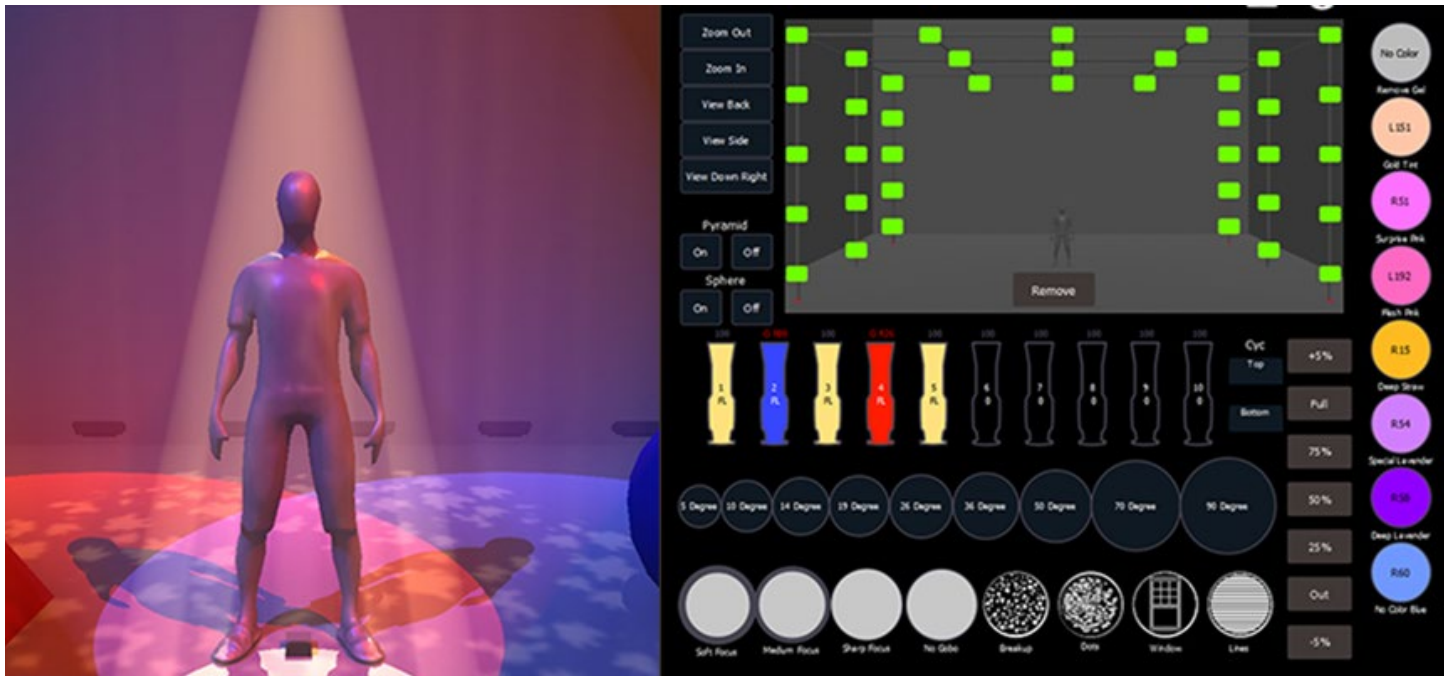 Zoom Out
Zoom In
View Back
View Side
View Down Right
Pyramid
On Off
Sphere
On Off
Remove
No Color
Remove Gel
L151
Gold Tint
R51
Surprise Pnk
L192
Flesh Pnk
R15
Deep Straw
R54
Special Lavender
Deep Lavender
R60
No Color Blue
100 100 100 100 100 100 100 100
1 2 3 4 5 6 7 8 9 10
FL FL FL FL FL 0 0 0 0 0
Cyc
Top
Bottom
+5%
Full
75%
50%
25%
Out
-5%
5 Degree 10 Degree 14 Degree 19 Degree 26 Degree 36 Degree 50 Degree 70 Degree 90 Degree
Soft Focus Medium Focus Sharp Focus No Gobo Breakup Dots Window Lines